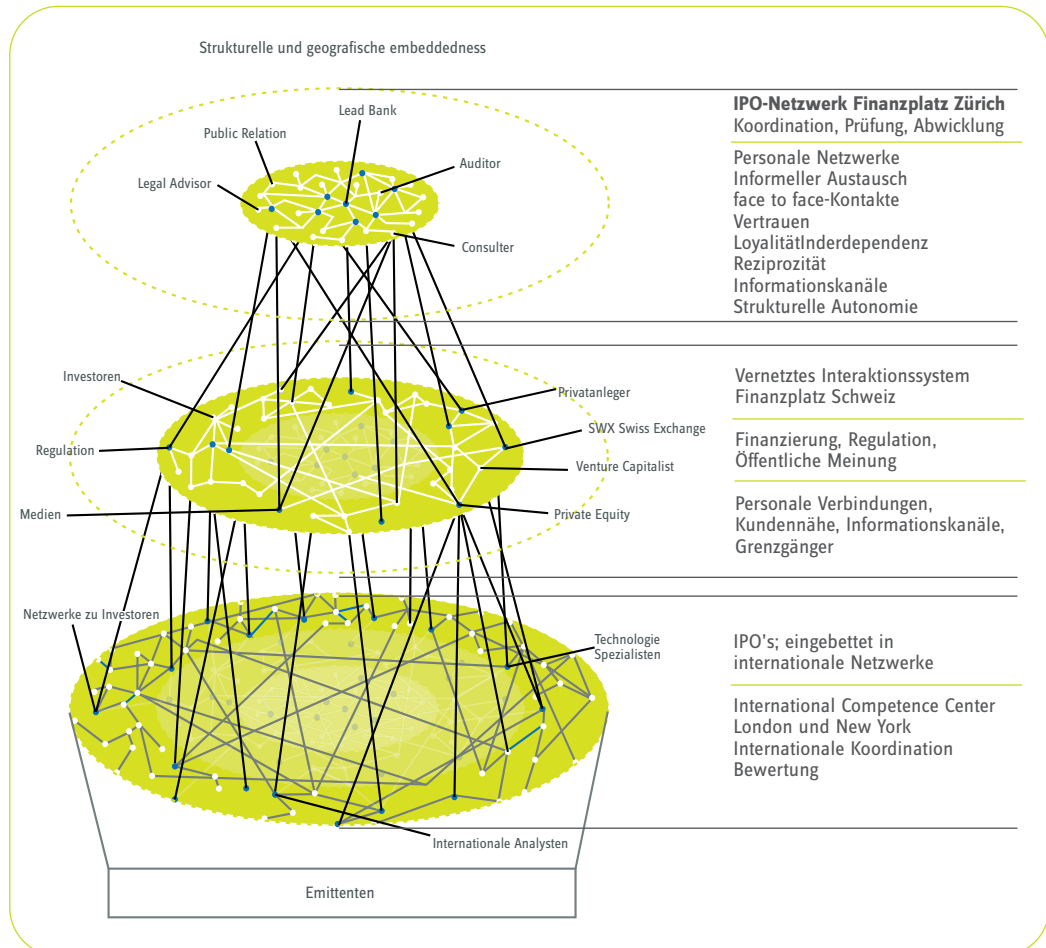 Strukturelle und geografische embeddedness
Lead Bank
Public Relation
Auditor
Legal Advisor
Consulter
IPO-Netzwerk Finanzplatz Zürich
Koordination, Prüfung, Abwicklung
Personale Netzwerke
Informeller Austausch
face to face-Kontakte
Vertrauen
LoyalitätInderdependenz
Reziprozität
Informationskanäle
Strukturelle Autonomie
Investoren
Privatanleger
SWX Swiss Exchange
Regulation
Venture Capitalist
Medien
Private Equity
Vernetztes Interaktionssystem
Finanzplatz Schweiz
Finanzierung, Regulation,
Öffentliche Meinung
Personale Verbindungen,
Kundennähe, Informationskanäle,
Grenzgänger
Netzwerke zu Investoren
Technologie
Spezialisten
IPO's; eingebettet in
internationale Netzwerke
International Competence Center
London und New York
Internationale Koordination
Bewertung
Internationale Analysten
Emittenten